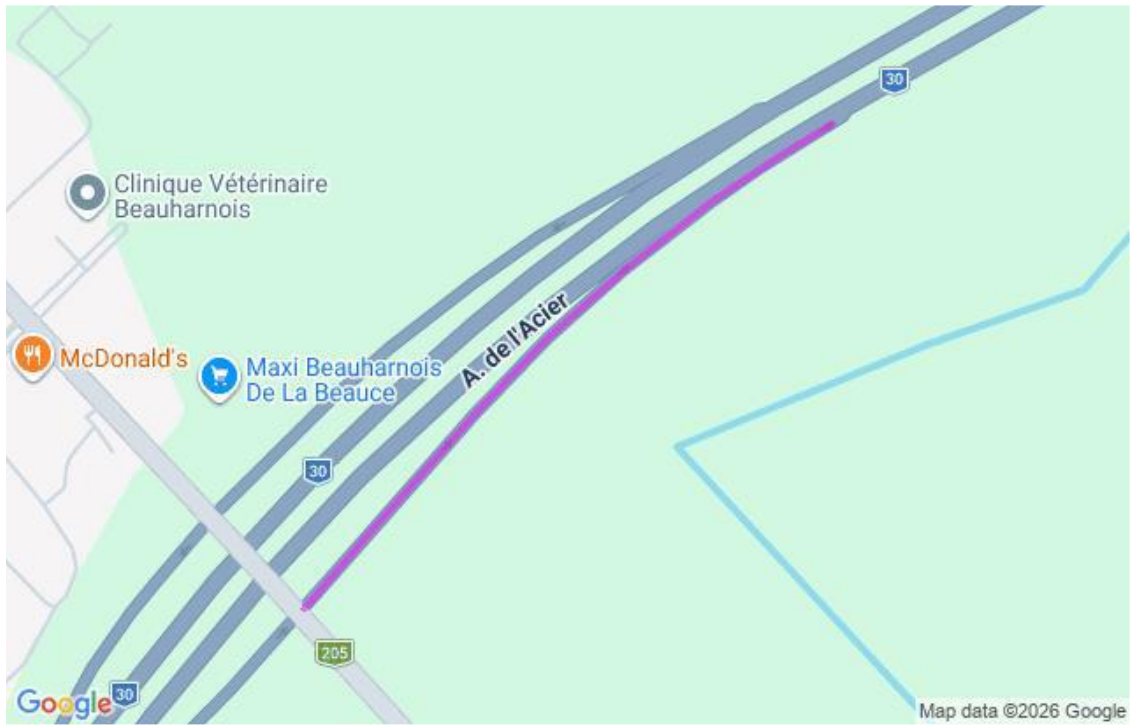 30
Clinique Vétérinaire
Beauharnois
A. de l'Acier
McDonald's
Maxi Beauharnois
De La Beauce
30
205
Google
30
Map data ©2026 Google